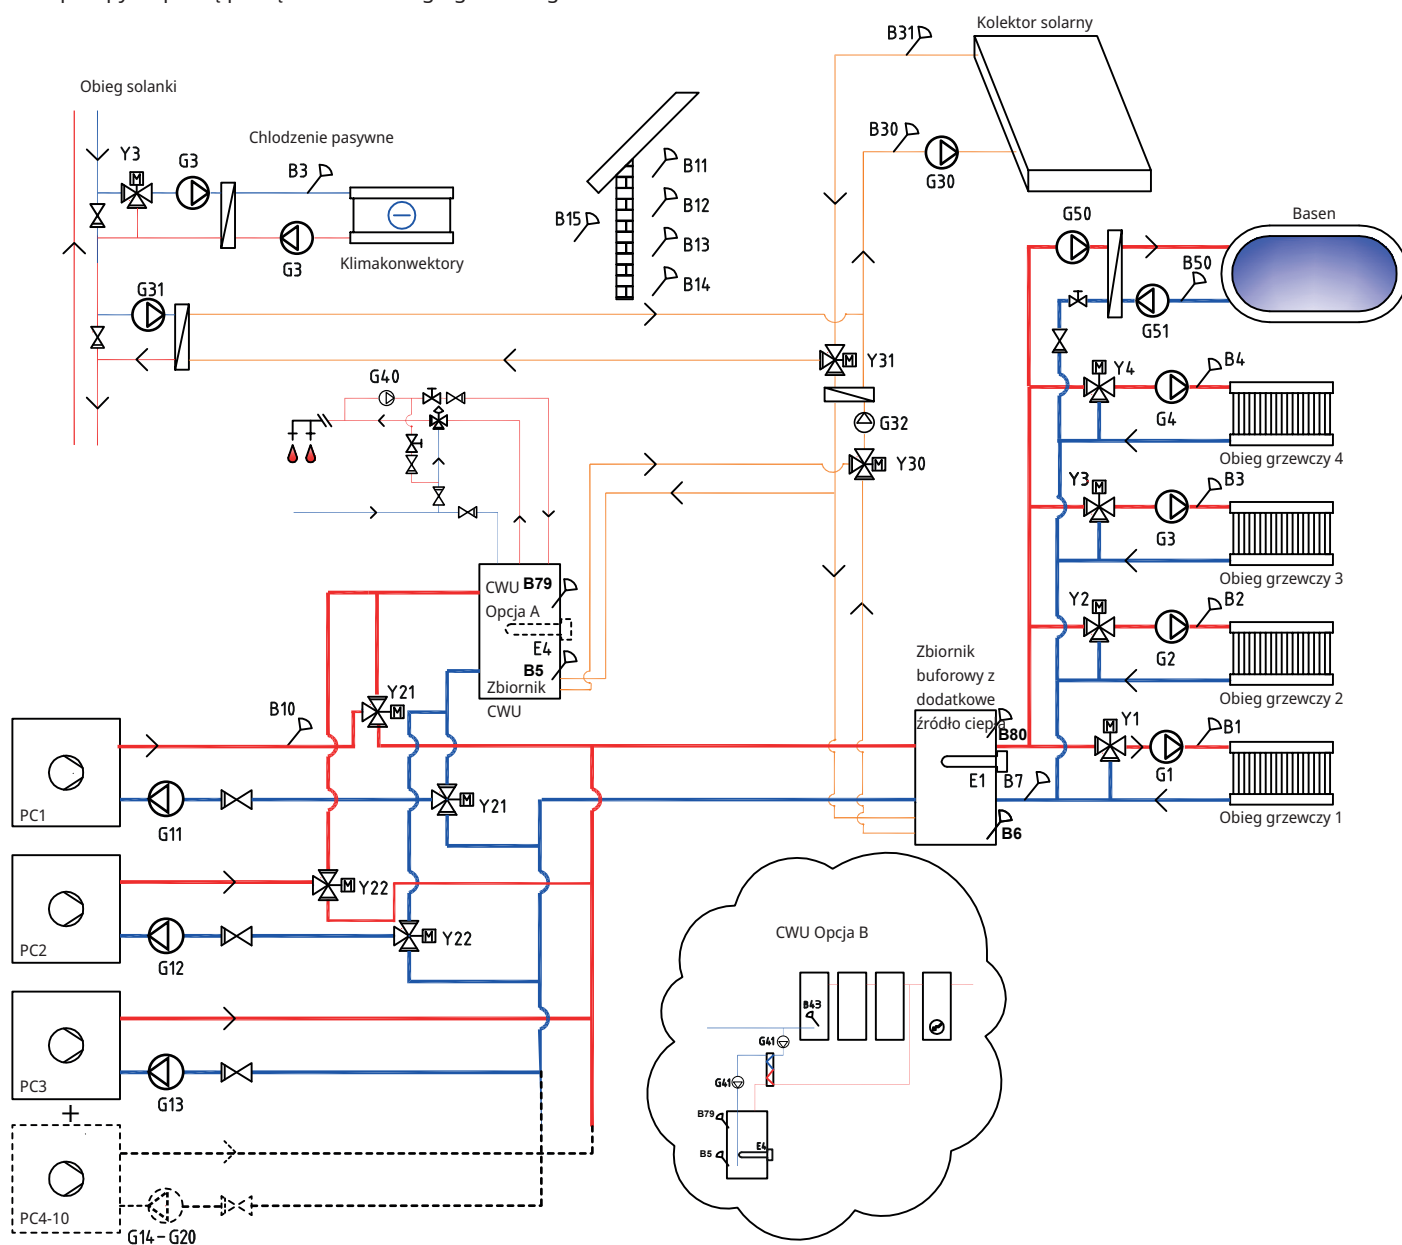 Kolektor solarny
B31
Obieg solanki
B30
G30
Chlodzenie pasywne
Y3
G3
B3
B11
B12
B15
B13
B14
G3
Klimakonwektory
G50
Basen
B50
G51
G31
Y31
Y4
B4
G4
Obieg grzewczy 4
G40
G32
Y30
Y3
B3
G3
Obieg grzewczy 3
CWU B79
Opcja A
E4
B5
Zbiornik
CWU
Y2
B2
G2
Obieg grzewczy 2
Zbiornik
buforowy z
dodatkowe
źródło ciepła
B80
E1
B7
B6
Y1
B1
G1
Obieg grzewczy 1
B10
Y21
PC1
G11
Y21
PC2
G12
Y22
Y22
PC3
G13
+
PC4-10
G14-G20
CWU Opcja B
B43
G41
G41
B79
B5
E4
M
M
M
M
M
M
M
M
M
M
M